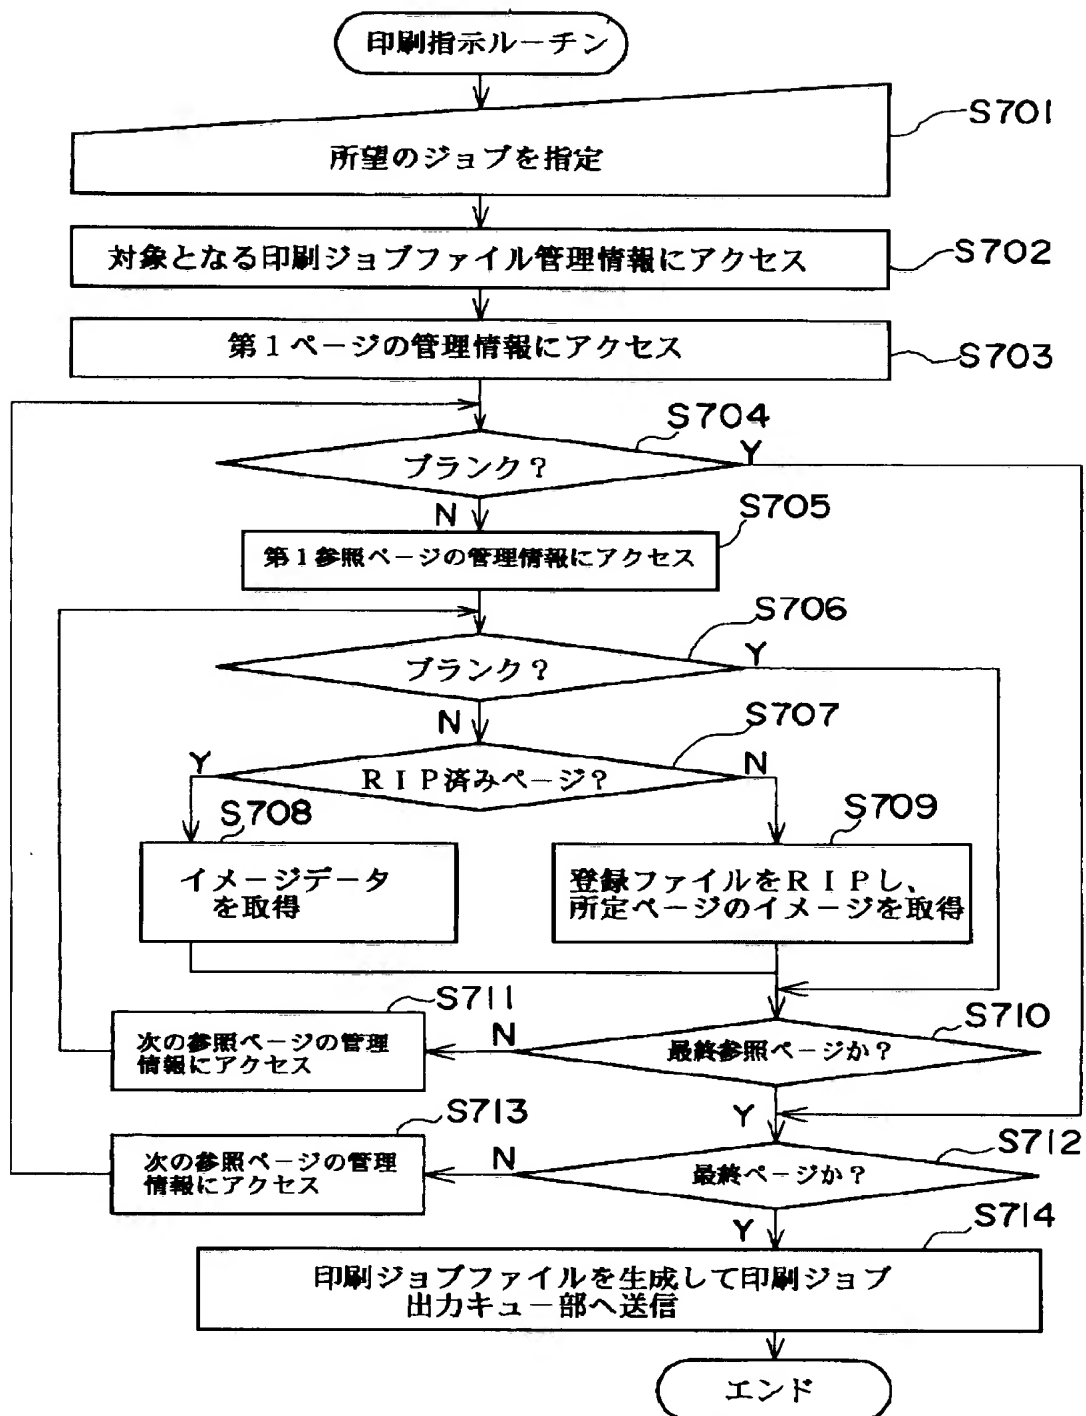 印刷指示ルーチン
S701
所望のジョブを指定
対象となる印刷ジョブファイル管理情報にアクセス
S702
第1ページの管理情報にアクセス
S703
S704
ブランク?
Y
N
S705
第1参照ページの管理情報にアクセス
S706
ブランク?
Y
N
S707
Y
RIP済みページ?
N
S708
S709
イメージデータ
を取得
登録ファイルをRIPし、
所定ページのイメージを取得
S711
S710
次の参照ページの管理
情報にアクセス
N
最終参照ページか?
Y
S713
S712
次の参照ページの管理
情報にアクセス
N
最終ページか?
Y
S714
印刷ジョブファイルを生成して印刷ジョブ
出力キュー部へ送信
エンド